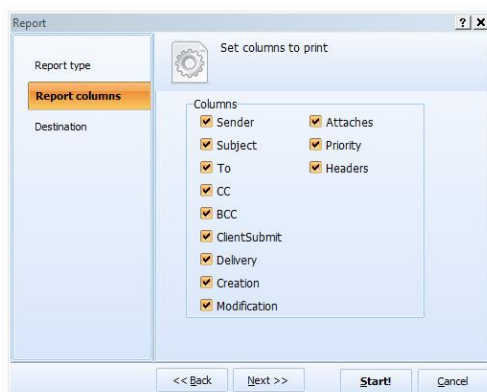 Report
? X
Report type
Report columns
Destination
Set columns to print
Columns
Sender
Subject
To
CC
BCC
ClientSubmit
Delivery
Creation
Modification
Attaches
Priority
Headers
<< Back
Next >>
Start!
Cancel